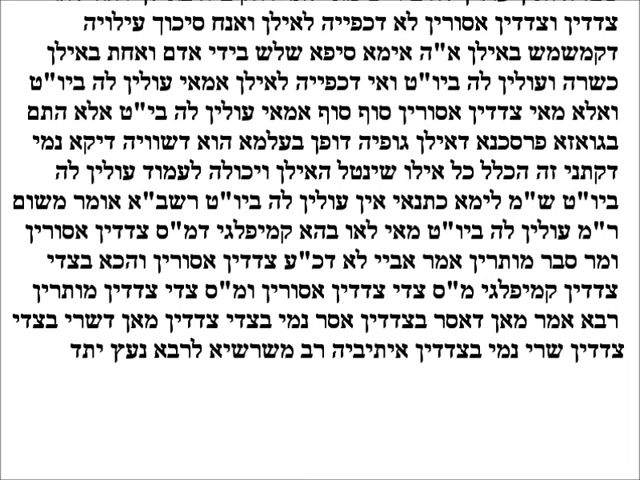 צדדין וצדדין אסורין לא דכפייה לאילן ואנח סיכוך עילויה
דקמשמש באילן א"ה אימא סיפא שלש בידי אדם ואחת באילן
כשרה ועולין לה ביו"ט ואי דכפייה לאילן אמאי עולין לה ביו"ט
ואלא מאי צדדין אסורין סוף סוף אמאי עולין לה בי"ט אלא התם
בגואזא פרסכנא דאילן גופיה דופן בעלמא הוא דשוויה דיקא נמי
דקתני זה הכלל כל אילו שינטל האילן ויכולה לעמוד עולין לה
ביו"ט ש"מ לימא כתנאי אין עולין לה ביו"ט רשב"א אומר משום
ר"מ עולין לה ביו"ט מאי לאו בהא קמיפלגי דמ"ס צדדין אסורין
ומר סבר מותרין אמר אביי לא דכ"ע צדדין אסורין והכא בצדי
צדדין קמיפלגי מ"ס צדי צדדין אסורין ומ"ס צדי צדדין מותרין
רבא אמר מאן דאסר בצדדין אסר נמי בצדי צדדין מאן דשרי בצדי
צדדין שרי נמי בצדדין איתיביה רב משרשיא לרבא נעץ יתד